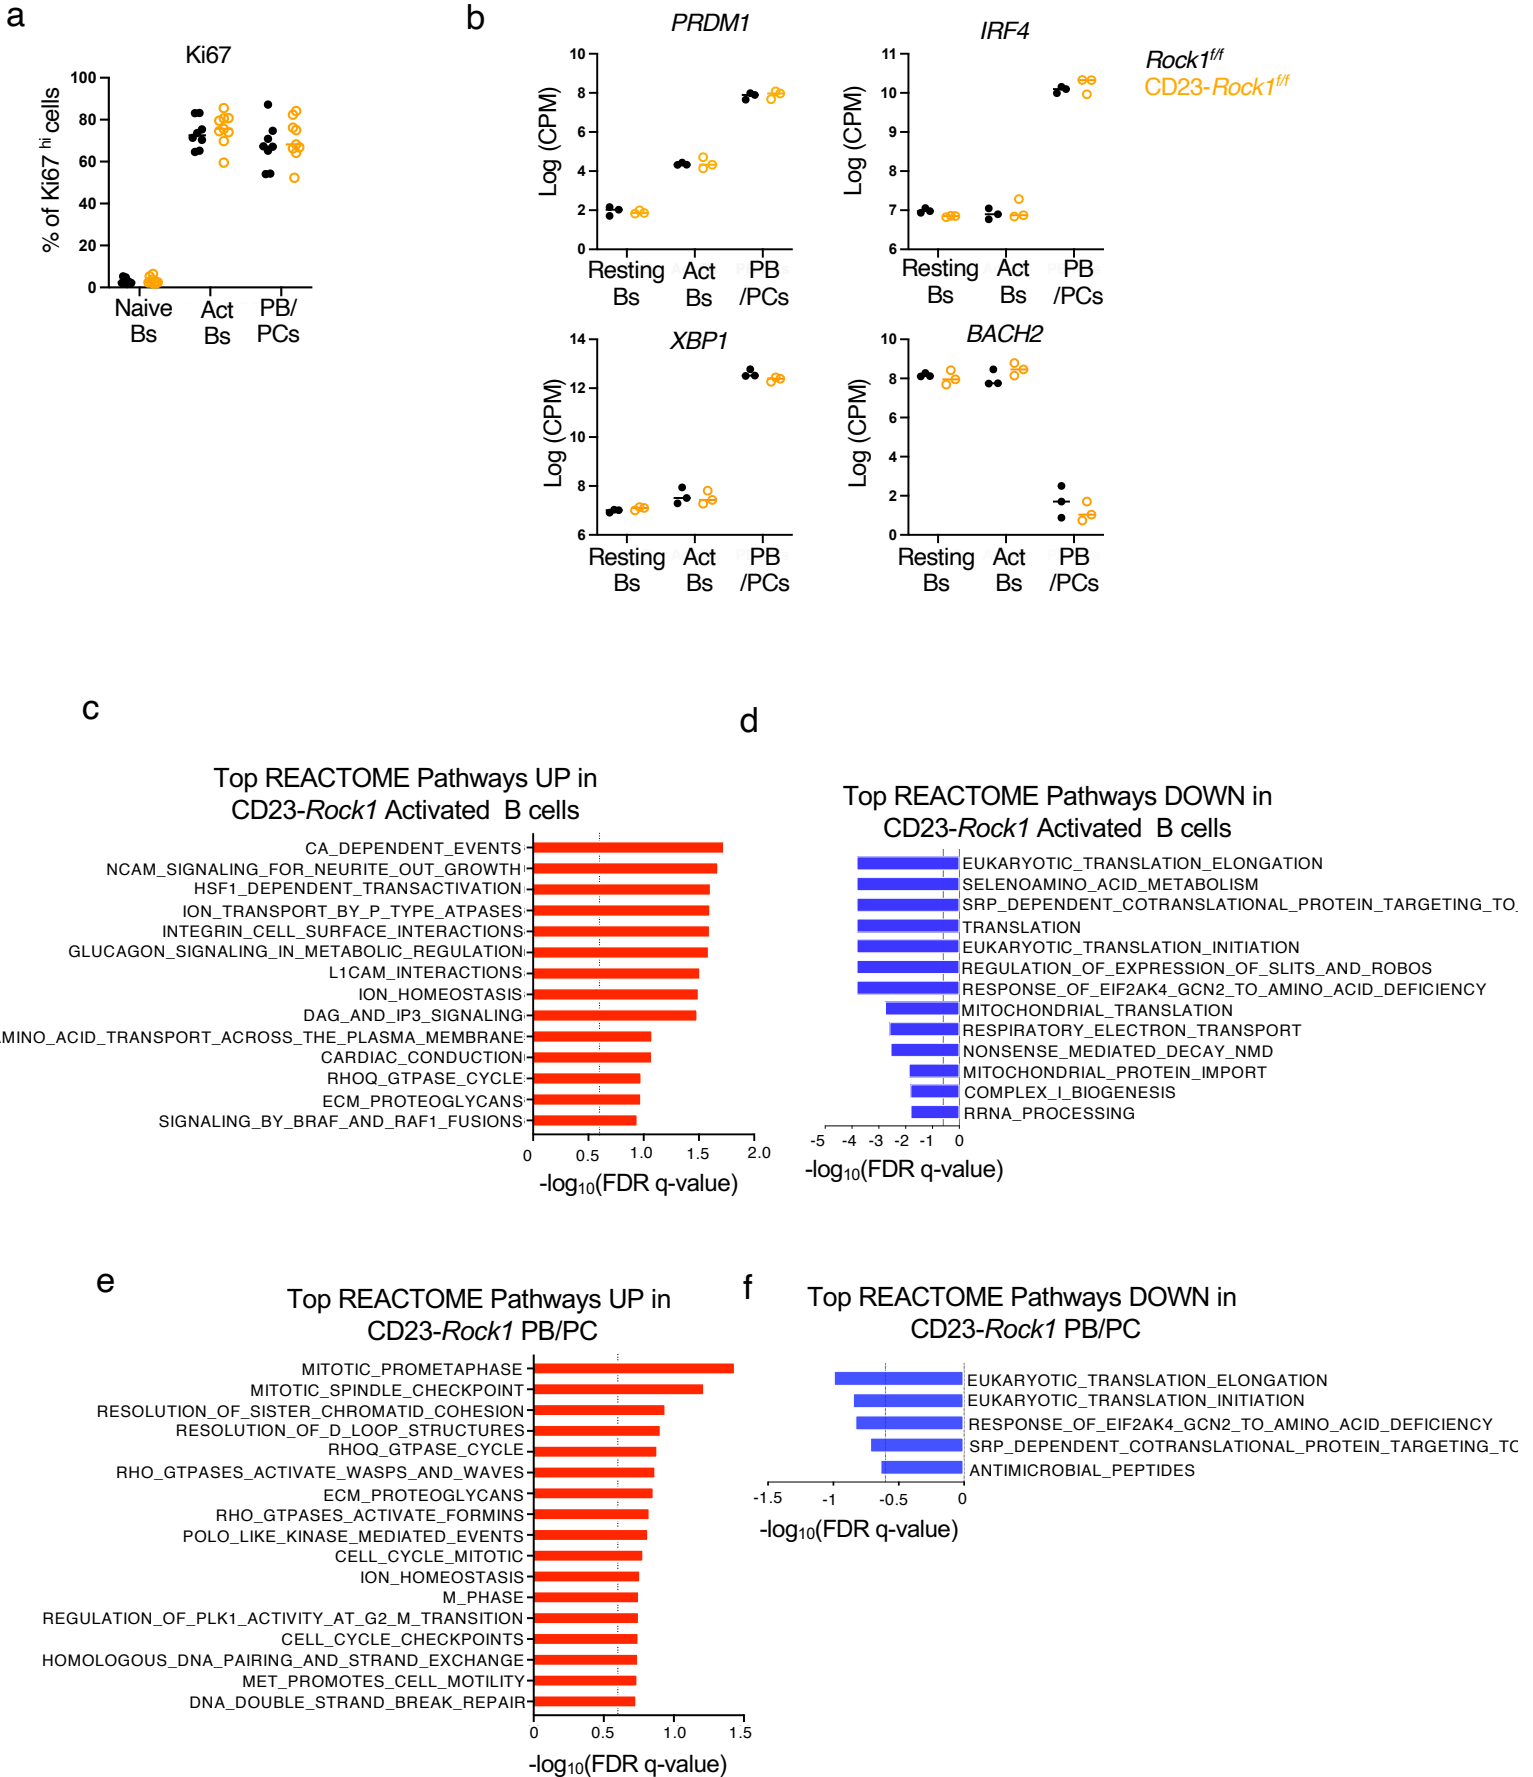 a
Ki67
% of Ki67 hi cells
100
80
60
40
20
0
Naive
Bs
Act
Bs
PB/
PCs
b
PRDM1
Log (CPM)
10
8
6
4
2
0
Resting
Bs
Act
Bs
PB
/PCs
IRF4
Log (CPM)
11
10
9
8
7
6
Resting
Bs
Act
Bs
PB
/PCs
Rock1f/f
CD23-Rock1f/f
XBP1
Log (CPM)
14
12
10
8
6
Resting
Bs
Act
Bs
PB
/PCs
BACH2
Log (CPM)
10
8
6
4
2
0
Resting
Bs
Act
Bs
PB
/PCs
c
Top REACTOME Pathways UP in
CD23-Rock1 Activated B cells
CA_DEPENDENT_EVENTS
NCAM_SIGNALING_FOR_NEURITE_OUT_GROWTH
HSF1_DEPENDENT_TRANSACTIVATION
ION_TRANSPORT_BY_P_TYPE_ATPASES
INTEGRIN_CELL_SURFACE_INTERACTIONS
GLUCAGON_SIGNALING_IN_METABOLIC_REGULATION
L1CAM_INTERACTIONS
ION_HOMEOSTASIS
DAG_AND_IP3_SIGNALING
AMINO_ACID_TRANSPORT_ACROSS_THE_PLASMA_MEMBRANE
CARDIAC_CONDUCTION
RHOQ_GTPASE_CYCLE
ECM_PROTEOGLYCANS
SIGNALING_BY_BRAF_AND_RAF1_FUSIONS
0 0.5 1.0 1.5 2.0
-log10(FDR q-value)
d
Top REACTOME Pathways DOWN in
CD23-Rock1 Activated B cells
EUKARYOTIC_TRANSLATION_ELONGATION
SELENOAMINO_ACID_METABOLISM
SRP_DEPENDENT_COTRANSLATIONAL_PROTEIN_TARGETING_TO_
TRANSLATION
EUKARYOTIC_TRANSLATION_INITIATION
REGULATION_OF_EXPRESSION_OF_SLITS_AND_ROBOS
RESPONSE_OF_EIF2AK4_GCN2_TO_AMINO_ACID_DEFICIENCY
MITOCHONDRIAL_TRANSLATION
RESPIRATORY_ELECTRON_TRANSPORT
NONSENSE_MEDIATED_DECAY_NMD
MITOCHONDRIAL_PROTEIN_IMPORT
COMPLEX_I_BIOGENESIS
RRNA_PROCESSING
-5 -4 -3 -2 -1 0
-log10(FDR q-value)
e
Top REACTOME Pathways UP in
CD23-Rock1 PB/PC
MITOTIC_PROMETAPHASE
MITOTIC_SPINDLE_CHECKPOINT
RESOLUTION_OF_SISTER_CHROMATID_COHESION
RESOLUTION_OF_D_LOOP_STRUCTURES
RHOQ_GTPASE_CYCLE
RHO_GTPASES_ACTIVATE_WASPS_AND_WAVES
ECM_PROTEOGLYCANS
RHO_GTPASES_ACTIVATE_FORMINS
POLO_LIKE_KINASE_MEDIATED_EVENTS
CELL_CYCLE_MITOTIC
ION_HOMEOSTASIS
M_PHASE
REGULATION_OF_PLK1_ACTIVITY_AT_G2_M_TRANSITION
CELL_CYCLE_CHECKPOINTS
HOMOLOGOUS_DNA_PAIRING_AND_STRAND_EXCHANGE
MET_PROMOTES_CELL_MOTILITY
DNA_DOUBLE_STRAND_BREAK_REPAIR
0 0.5 1.0 1.5
-log10(FDR q-value)
f
Top REACTOME Pathways DOWN in
CD23-Rock1 PB/PC
EUKARYOTIC_TRANSLATION_ELONGATION
EUKARYOTIC_TRANSLATION_INITIATION
RESPONSE_OF_EIF2AK4_GCN2_TO_AMINO_ACID_DEFICIENCY
SRP_DEPENDENT_COTRANSLATIONAL_PROTEIN_TARGETING_TO
ANTIMICROBIAL_PEPTIDES
-1.5 -1 -0.5 0
-log10(FDR q-value)